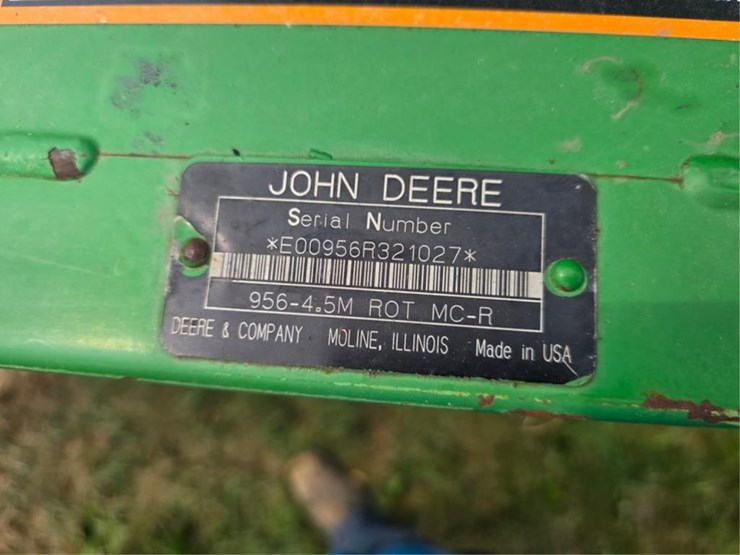 JOHN DEERE
Serial Number
*E00956R321027*
956-4.5M ROT MC-R
DEERE & COMPANY MOLINE, ILLINOIS Made in USA